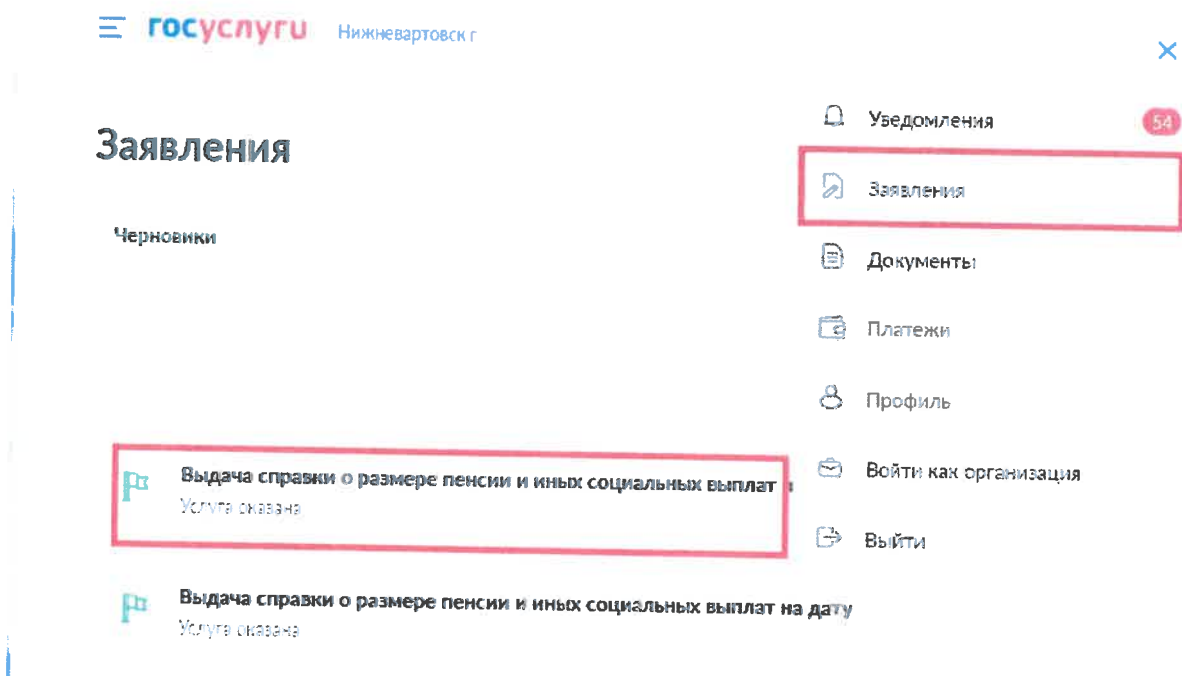 госуслуги Нижневартовск г
Заявления
Черновики
Выдача справки о размере пенсии и иных социальных выплат
Услуга оказана
Выдача справки о размере пенсии и иных социальных выплат на дату
Услуга оказана
Уведомления 54
Заявления
Документы
Платежи
Профиль
Войти как организация
Выйти